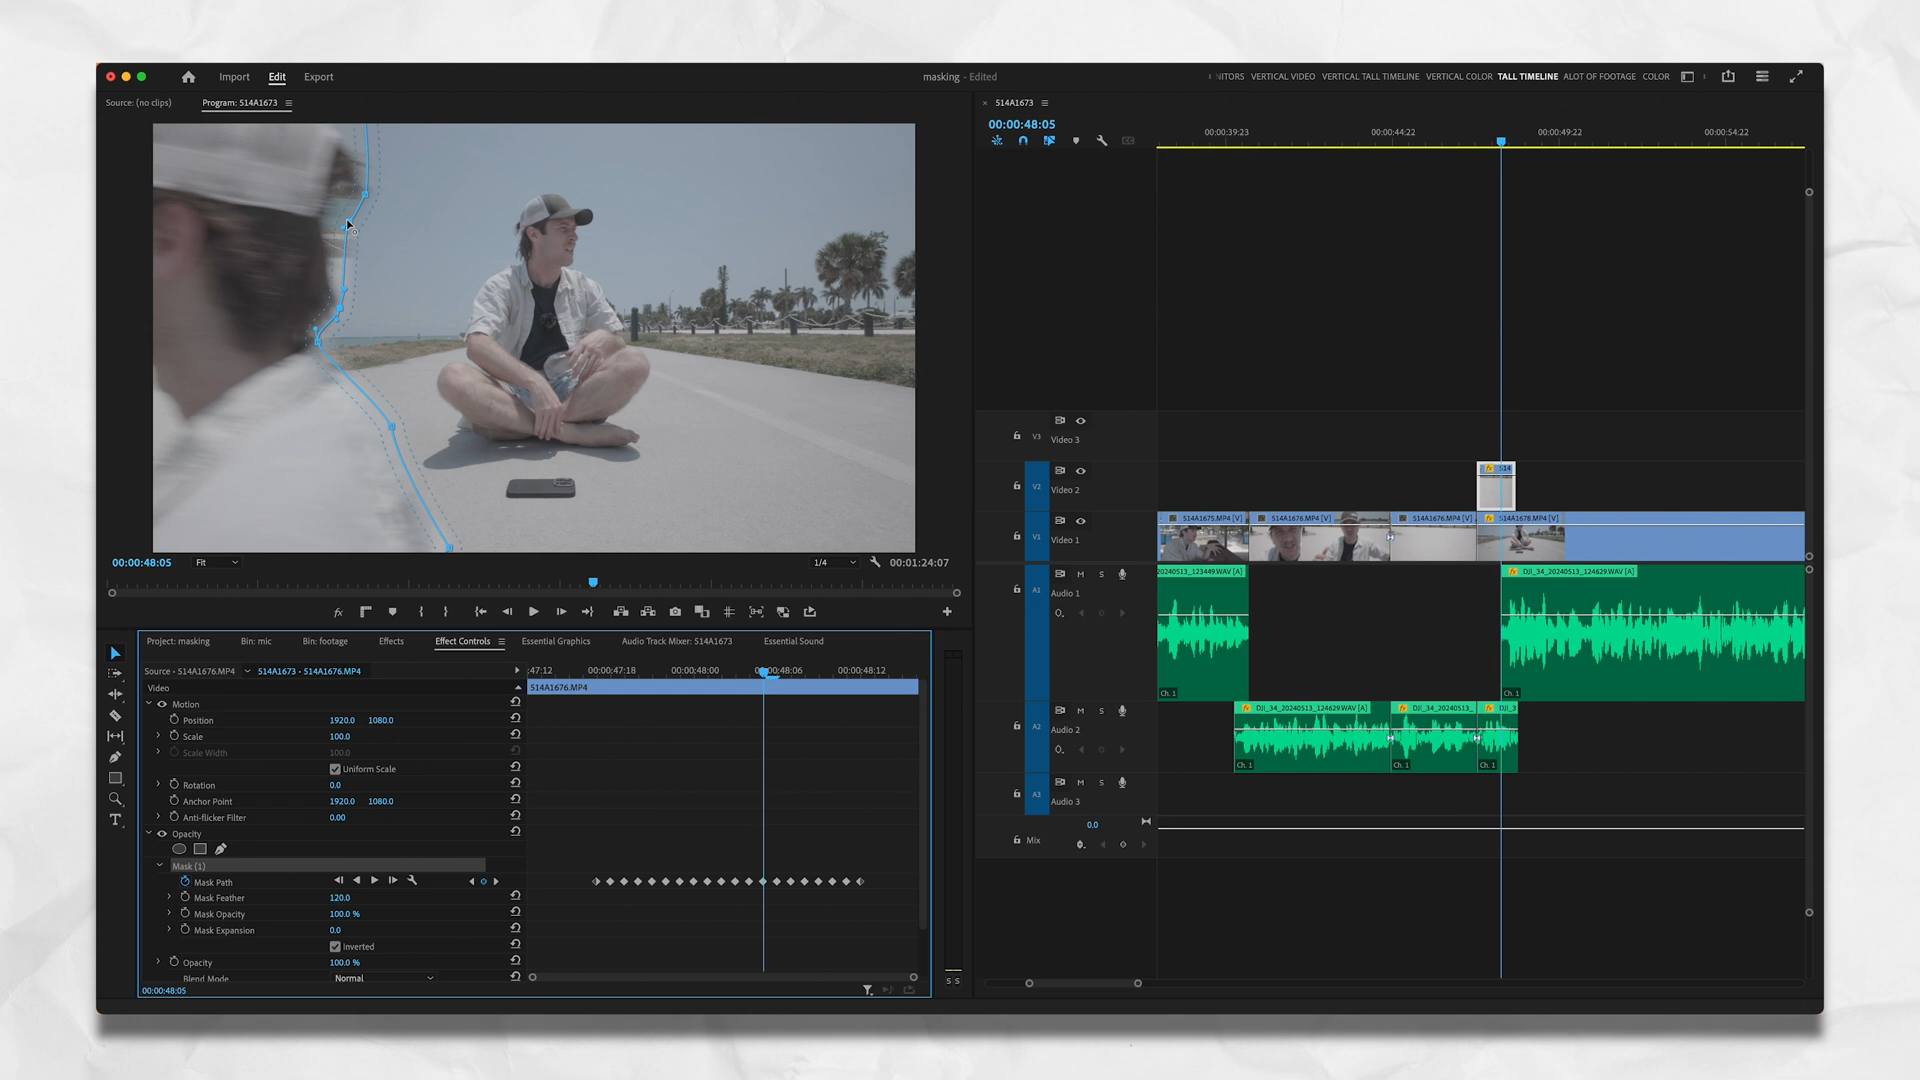 Import Edit Export
masking - Edited
NITORS VERTICAL VIDEO VERTICAL TALL TIMELINE VERTICAL COLOR TALL TIMELINE ALOT OF FOOTAGE COLOR
Source: (no clips) Program: 514A1673
00:00:48:05 Fit 1/4 00:01:24:07
Project: masking Bin: mic Bin: footage Effects Effect Controls Essential Graphics Audio Track Mixer: 514A1673 Essential Sound
Source - 514A1676.MP4 514A1673 - 514A1676.MP4
:47:12 00:00:47:18 00:00:48:00 00:00:48:06 00:00:48:12
Video
514A1676.MP4
fx Motion
Position 1920.0 1080.0
Scale 100.0
Scale Width 100.0
Uniform Scale
Rotation 0.0
Anchor Point 1920.0 1080.0
Anti-flicker Filter 0.00
Opacity
Mask (1)
Mask Path
Mask Feather 120.0
Mask Opacity 100.0 %
Mask Expansion 0.0
Inverted
Opacity 100.0 %
Blend Mode Normal
00:00:48:05
S S
514A1673
00:00:48:05
00:00:39:23 00:00:44:22 00:00:49:22 00:00:54:22
V3 Video 3
V2 Video 2
fx 514
V1 Video 1
514A1675.MP4 [V] 514A1676.MP4 [V] 514A1676.MP4 [V] fx 514A1678.MP4 [V]
A1 M S
Audio 1
20240513_123449.WAV [A] fx DJI_34_20240513_124629.WAV [A]
Ch. 1 Ch. 1
A2 M S
Audio 2
fx DJI_34_20240513_124629.WAV [A] fx DJI_34_20240513_ fx DJI_3
Ch. 1 Ch. 1 Ch. 1
A3 M S
Audio 3
0.0
Mix